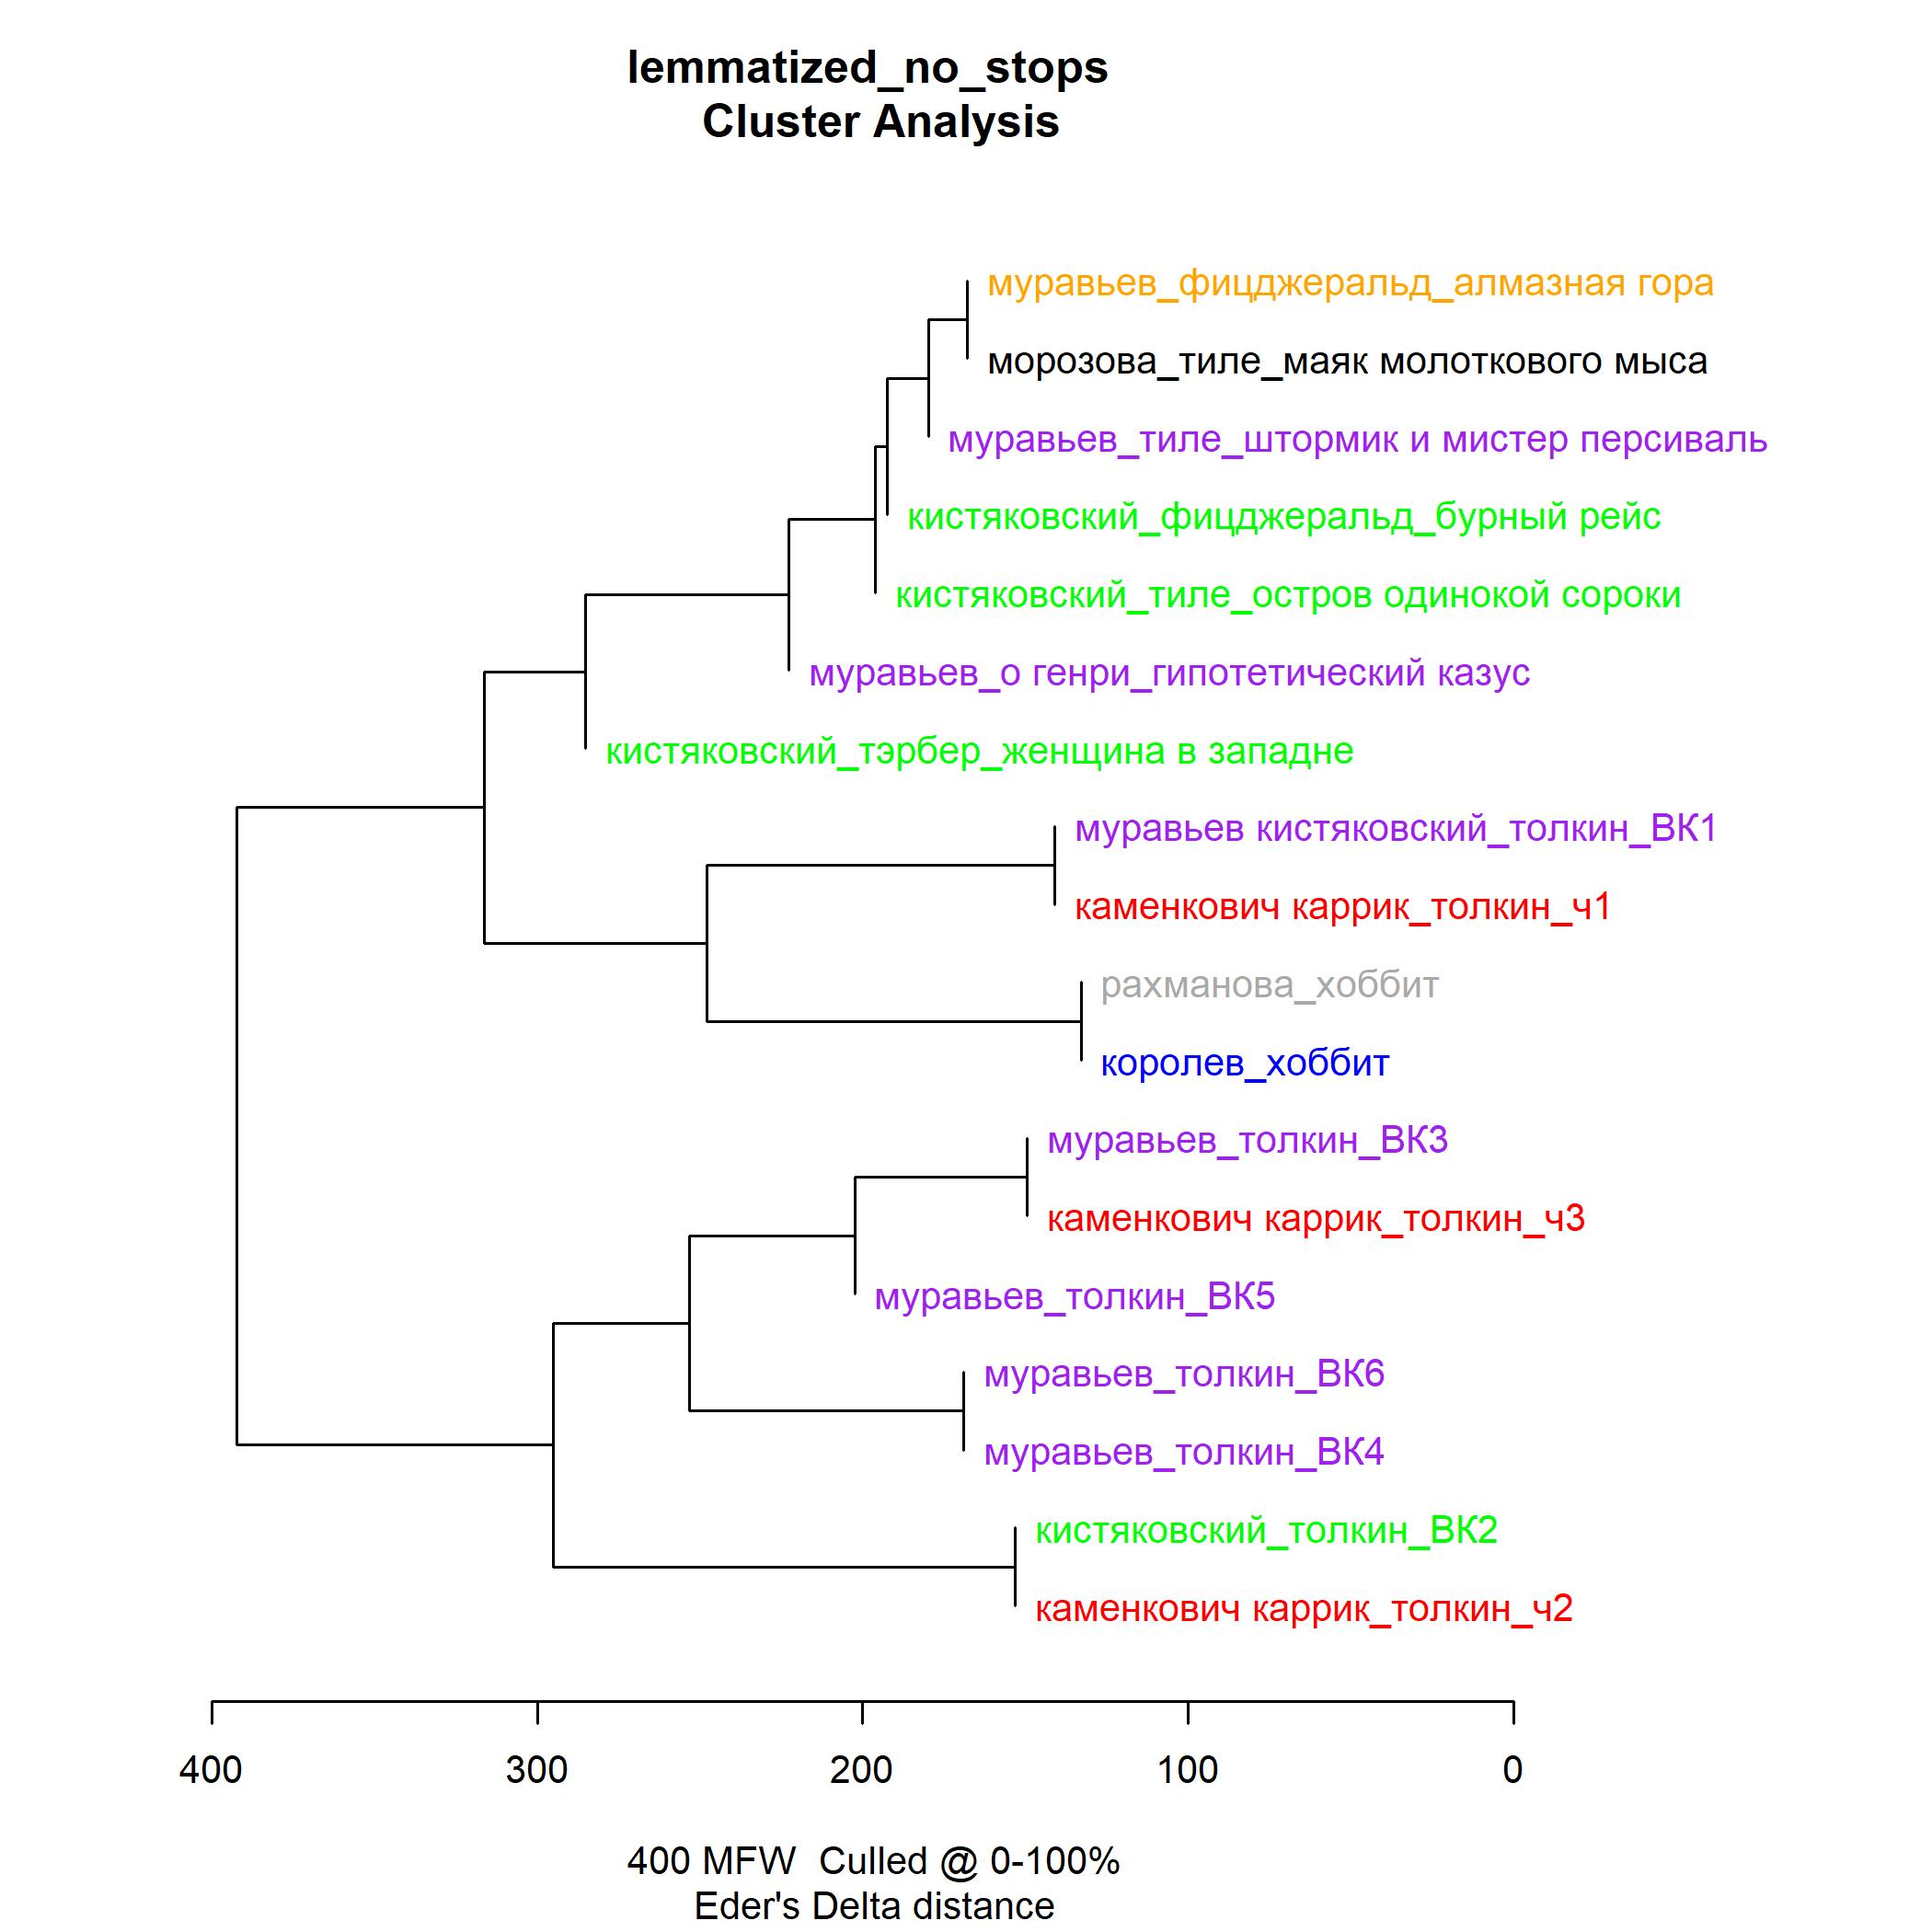 lemmatized_no_stops
Cluster Analysis
муравьев_фицджеральд_алмазная гора
морозова_тиле_маяк молоткового мыса
муравьев_тиле_штормик и мистер персиваль
кистяковский_фицджеральд_бурный рейс
кистяковский_тиле_остров одинокой сороки
муравьев_о генри_гипотетический казус
кистяковский_тэрбер_женщина в западне
муравьев кистяковский_толкин_ВК1
каменкович каррик_толкин_ч1
рахманова_хоббит
королев_хоббит
муравьев_толкин_ВК3
каменкович каррик_толкин_ч3
муравьев_толкин_ВК5
муравьев_толкин_ВК6
муравьев_толкин_ВК4
кистяковский_толкин_ВК2
каменкович каррик_толкин_ч2
400 300 200 100 0
400 MFW  Culled @ 0-100%
Eder's Delta distance